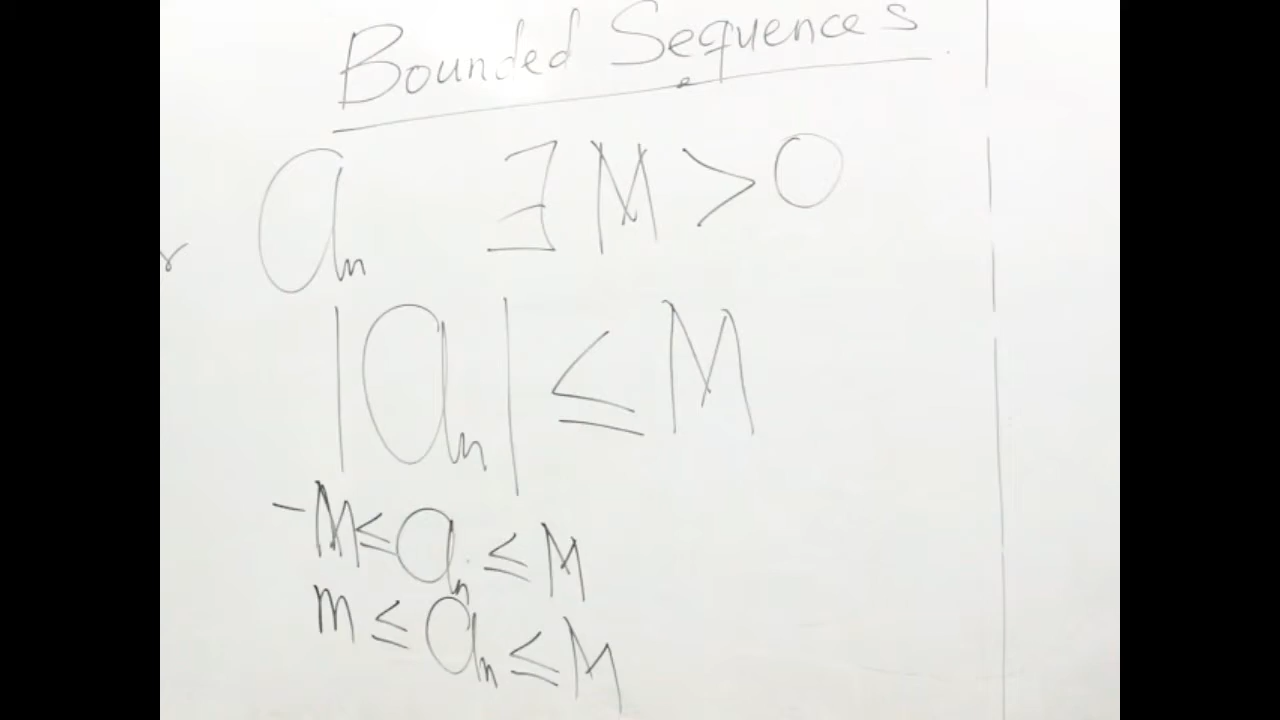 Bounded Sequences
aₙ ∃ M > 0
|aₙ| ≤ M
-M ≤ aₙ ≤ M
m ≤ aₙ ≤ M